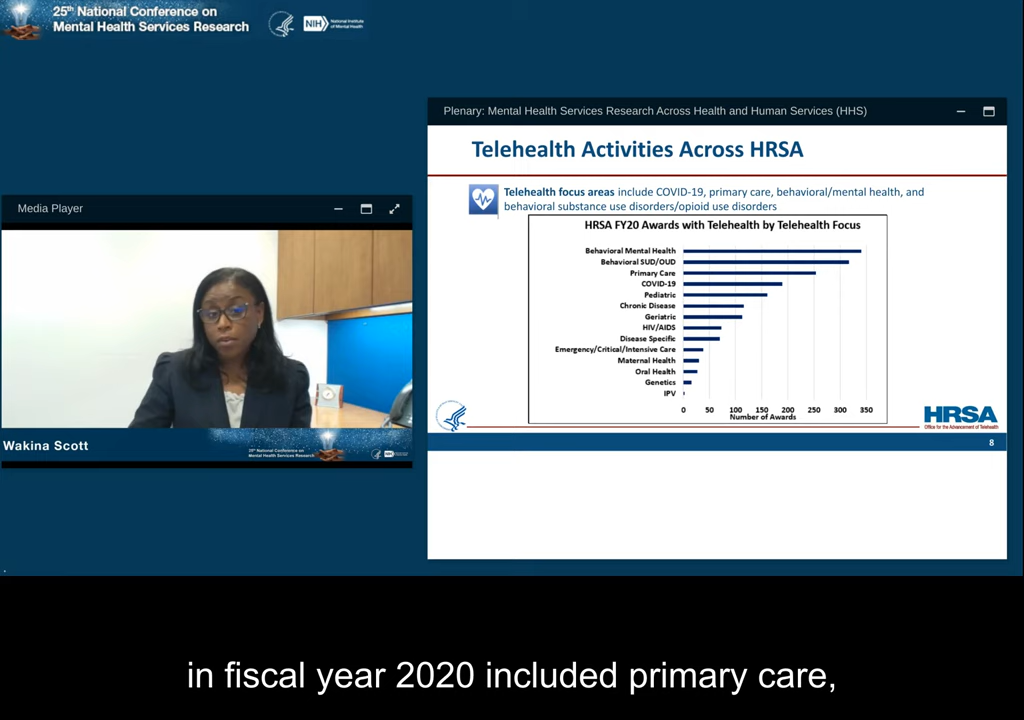 25th National Conference on
Mental Health Services Research
NIH
National Institute
of Mental Health
Plenary: Mental Health Services Research Across Health and Human Services (HHS)
Telehealth Activities Across HRSA
Telehealth focus areas include COVID-19, primary care, behavioral/mental health, and
behavioral substance use disorders/opioid use disorders
HRSA FY20 Awards with Telehealth by Telehealth Focus
Behavioral Mental Health
Behavioral SUD/OUD
Primary Care
COVID-19
Pediatric
Chronic Disease
Geriatric
HIV/AIDS
Disease Specific
Emergency/Critical/Intensive Care
Maternal Health
Oral Health
Genetics
IPV
0 50 100 150 200 250 300 350
Number of Awards
HRSA
Office for the Advancement of Telehealth
8
Media Player
Wakina Scott
25th National Conference on
Mental Health Services Research
NIH
in fiscal year 2020 included primary care,